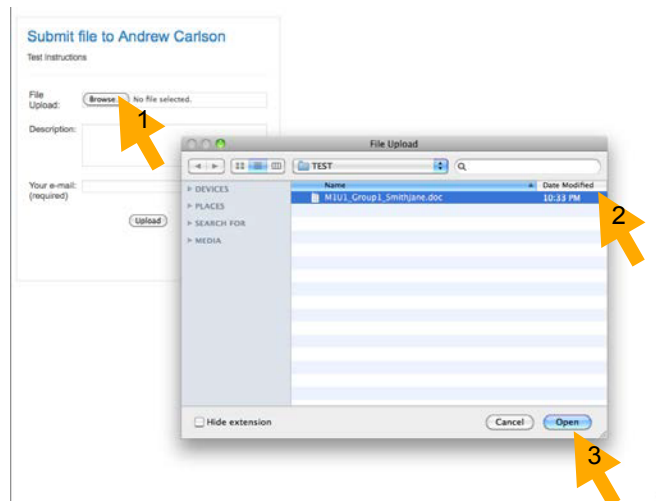 Submit file to Andrew Carlson
Test Instructions
File Upload:
Browse... No file selected.
1
Description:
Your e-mail: (required)
Upload
File Upload
TEST
DEVICES
PLACES
SEARCH FOR
MEDIA
Name Date Modified
M1U1_Group1_SmithJane.doc 10:33 PM
2
Hide extension
Cancel Open
3